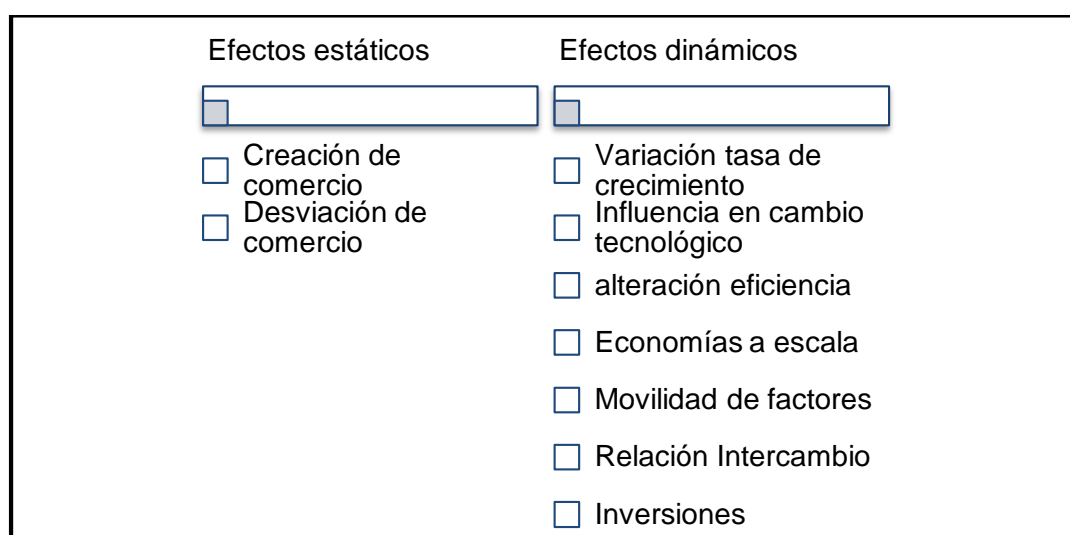 Efectos estáticos
Creación de
comercio
Desviación de
comercio
Efectos dinámicos
Variación tasa de
crecimiento
Influencia en cambio
tecnológico
alteración eficiencia
Economías a escala
Movilidad de factores
Relación Intercambio
Inversiones